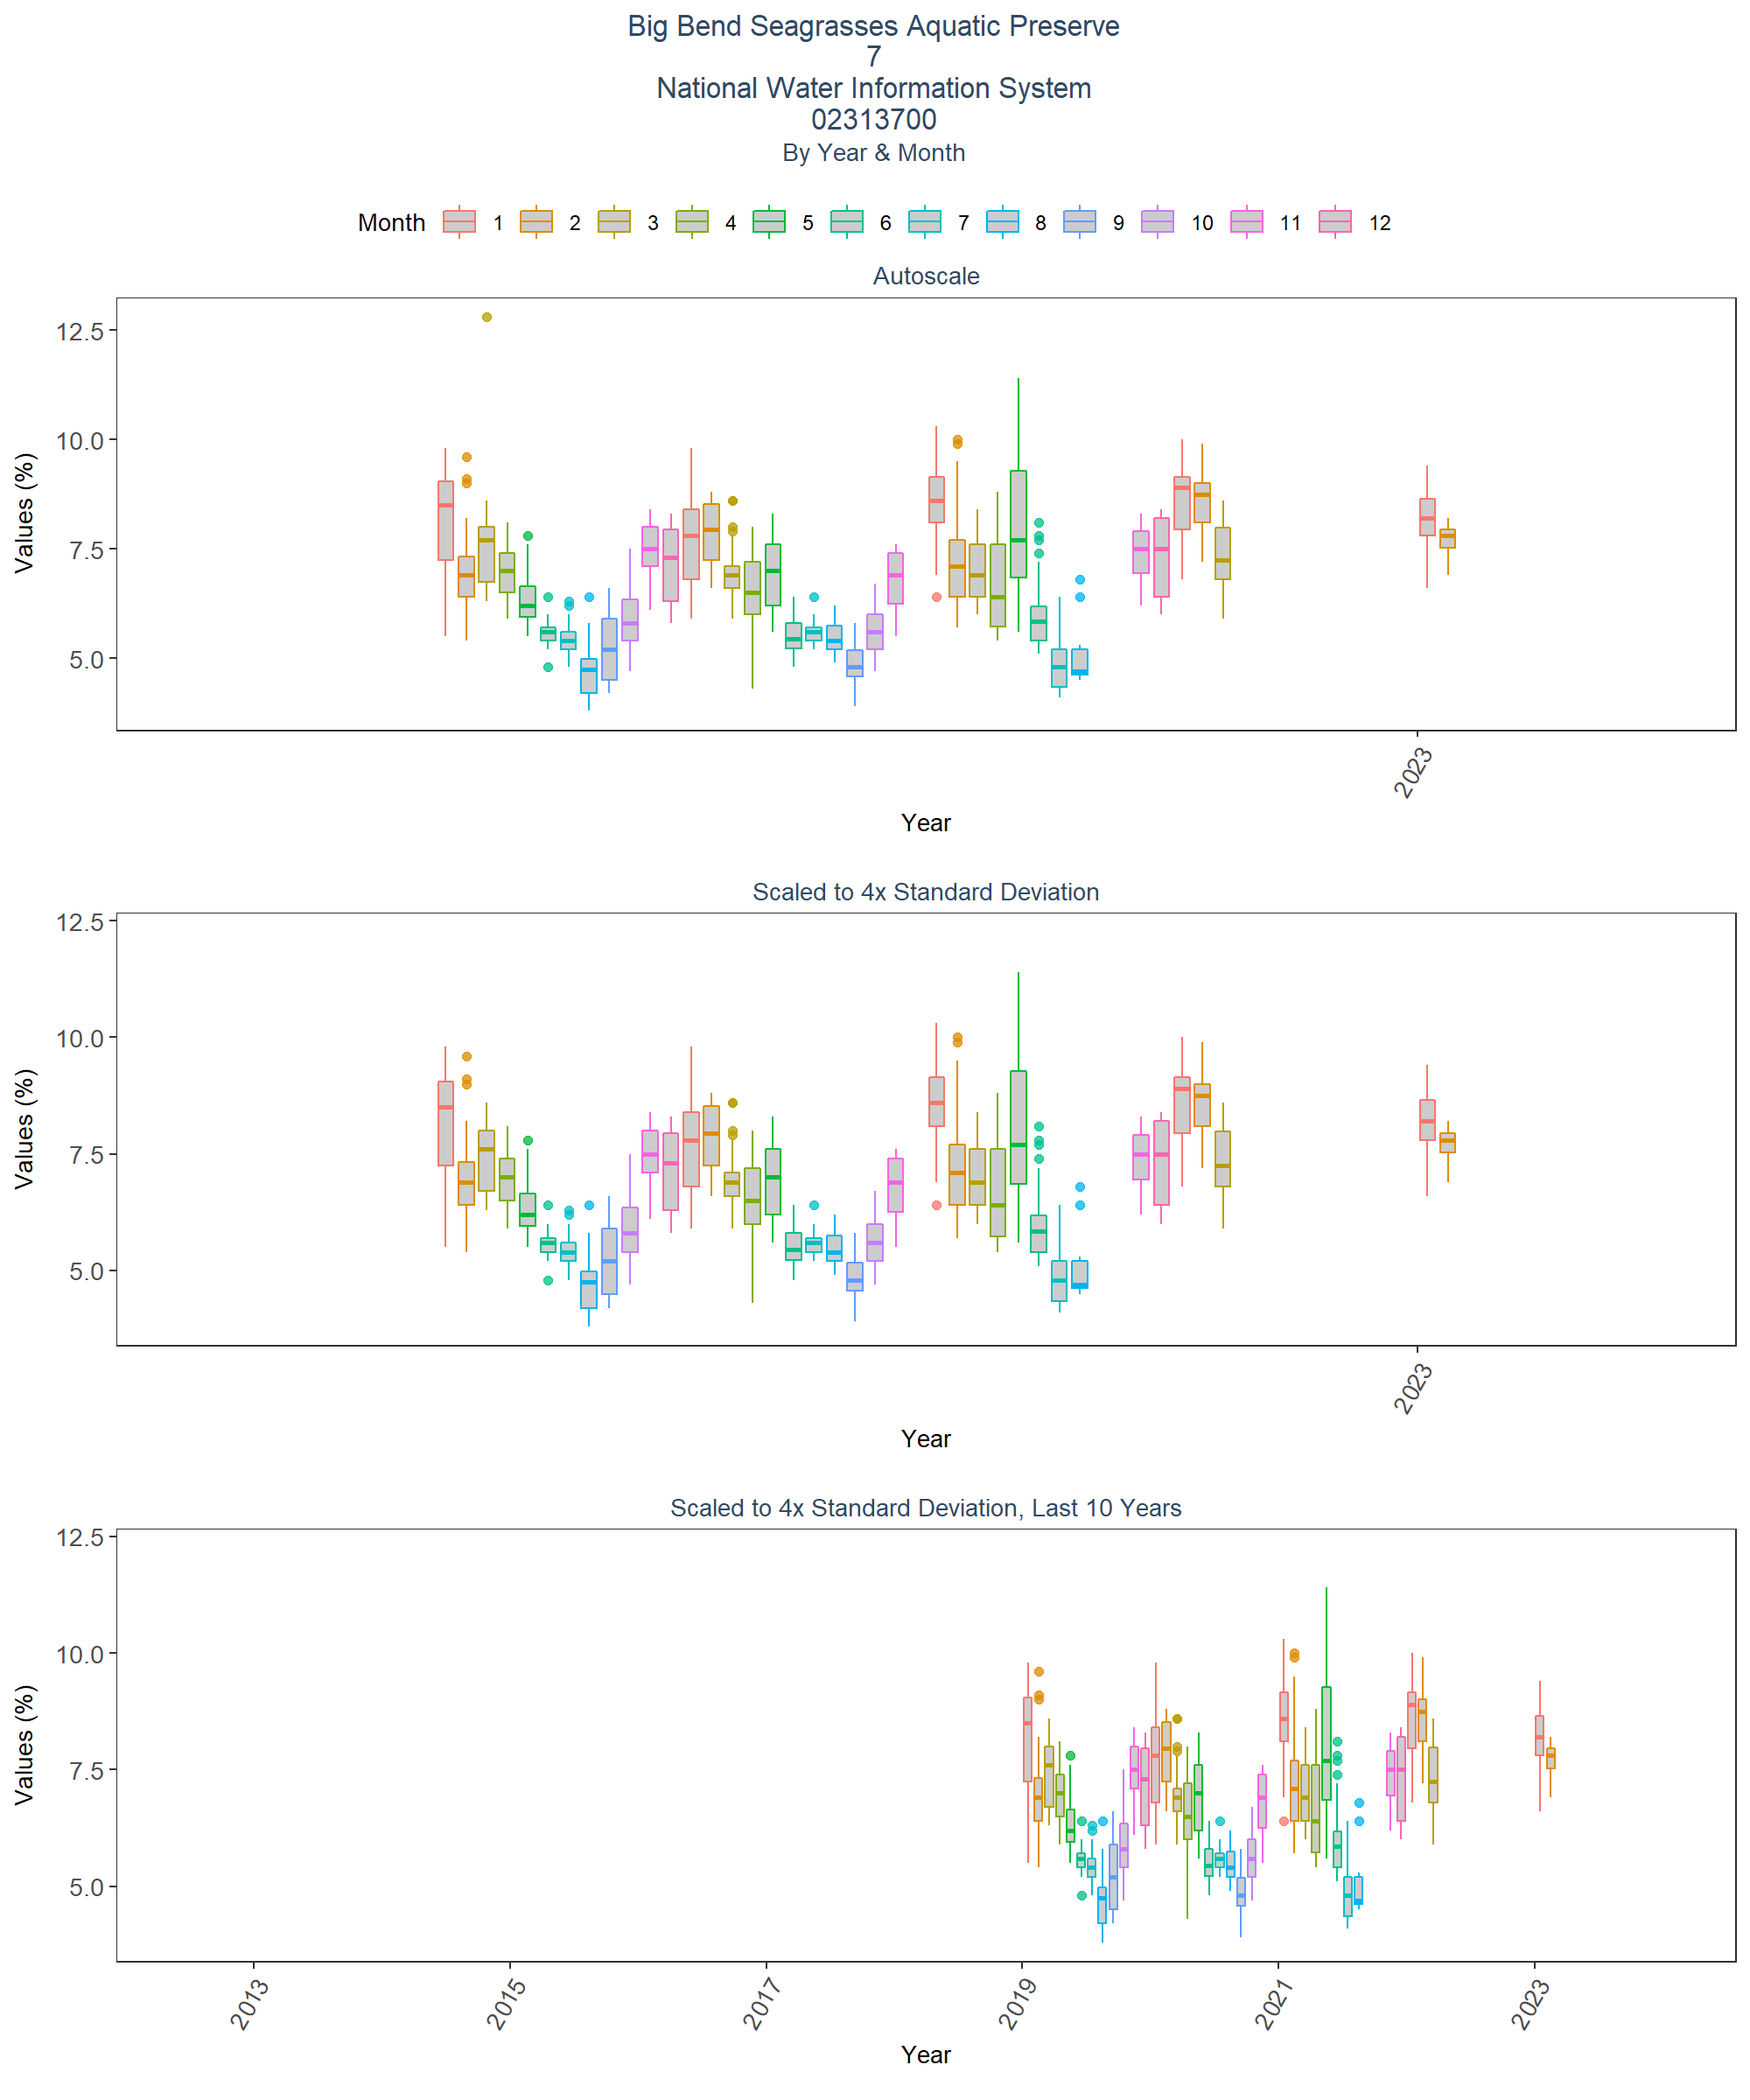 Big Bend Seagrasses Aquatic Preserve
7
National Water Information System
02313700
By Year & Month
Month 1 2 3 4 5 6 7 8 9 10 11 12
Autoscale
Values (%)
12.5
10.0
7.5
5.0
2023
Year
Scaled to 4x Standard Deviation
Values (%)
12.5
10.0
7.5
5.0
2023
Year
Scaled to 4x Standard Deviation, Last 10 Years
Values (%)
12.5
10.0
7.5
5.0
2013 2015 2017 2019 2021 2023
Year